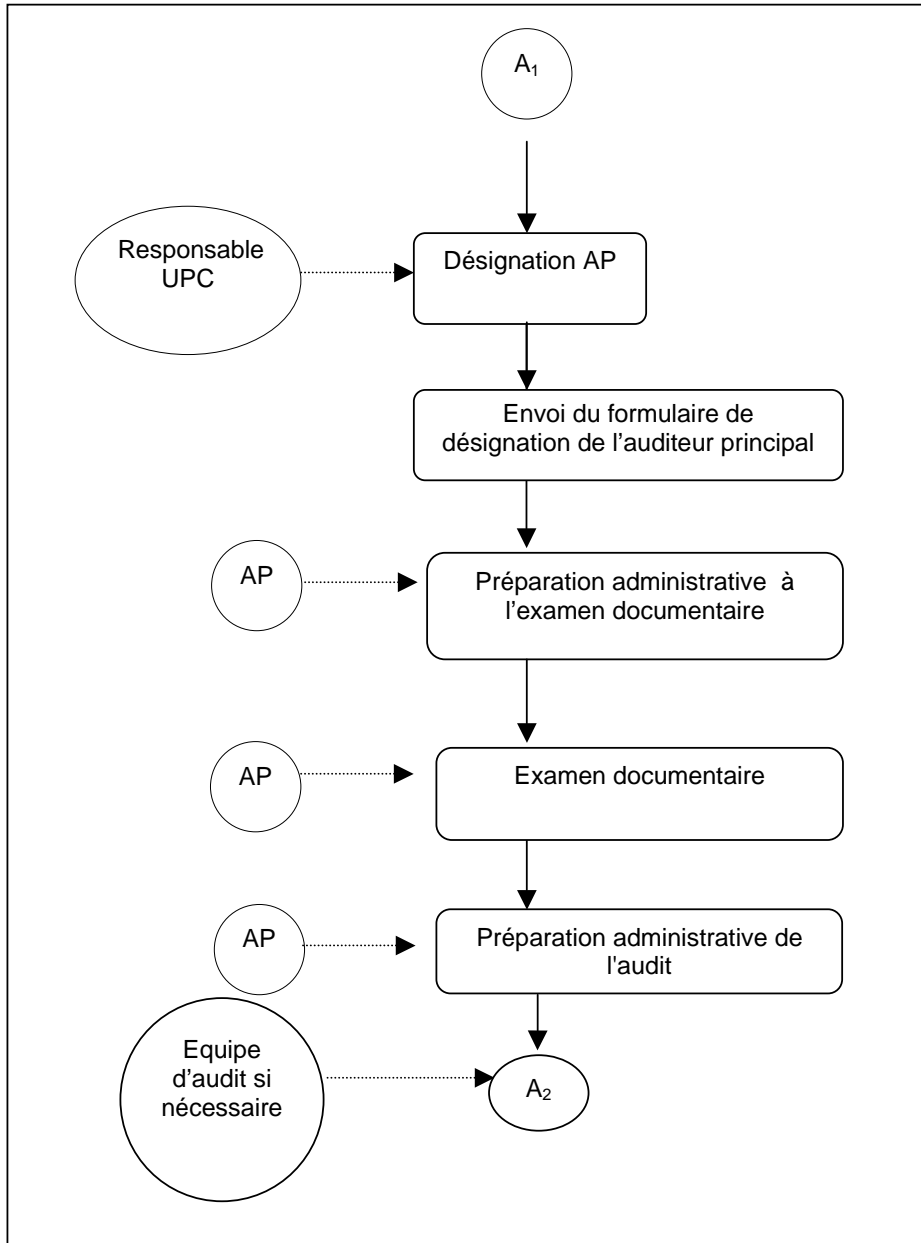 A₁
Responsable
UPC
Désignation AP
Envoi du formulaire de
désignation de l’auditeur principal
AP
Préparation administrative à
l’examen documentaire
AP
Examen documentaire
AP
Préparation administrative de
l'audit
Equipe
d’audit si
nécessaire
A₂